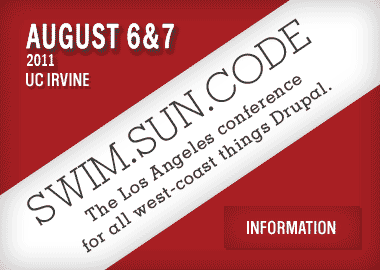 AUGUST 6&7
2011
UC IRVINE
SWIM.SUN.CODE
The Los Angeles conference
for all west-coast things Drupal.
INFORMATION